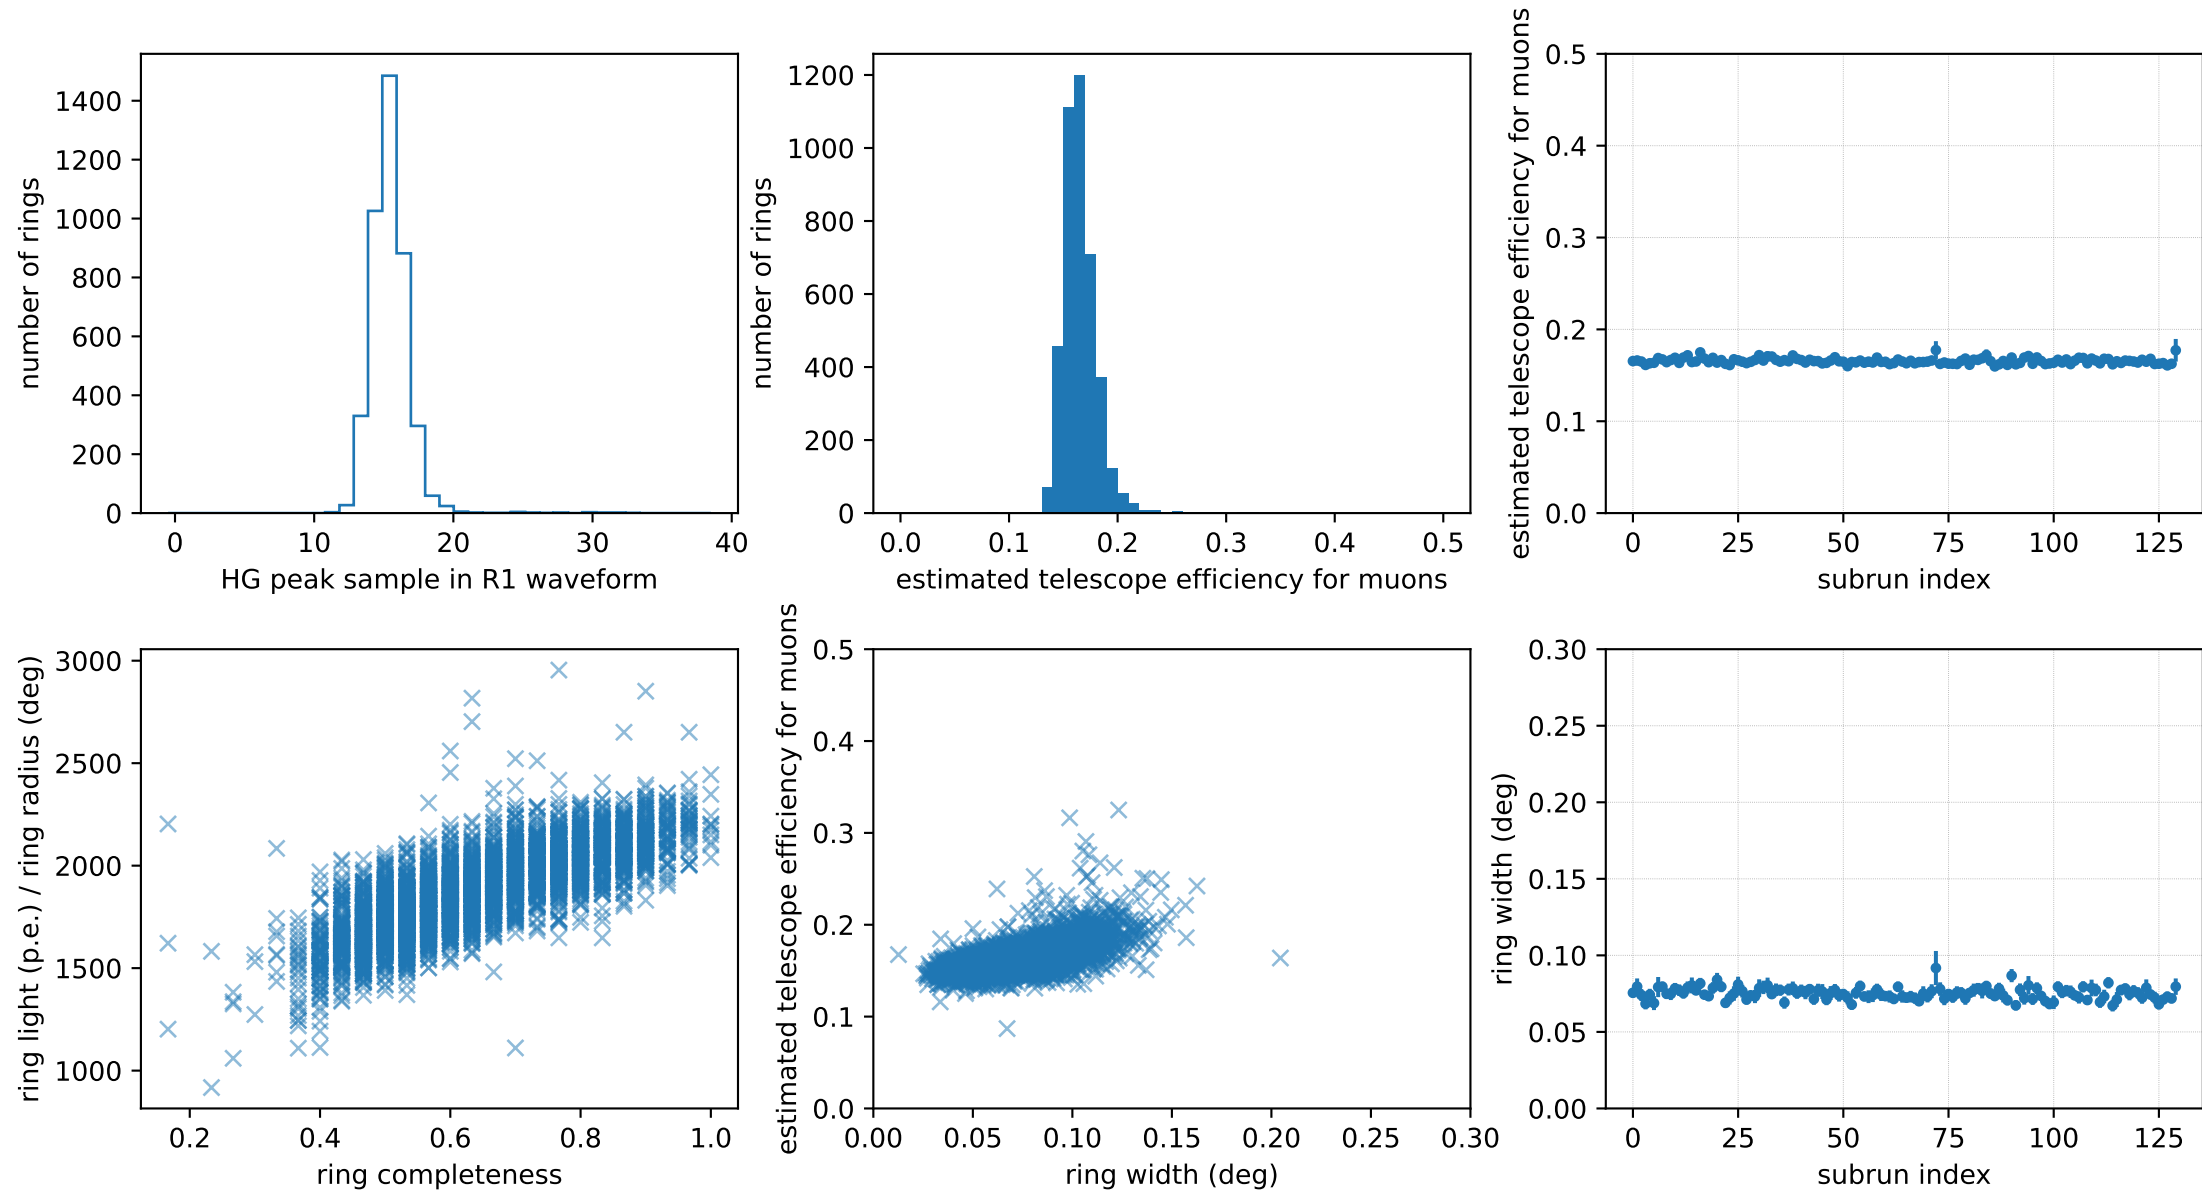 number of rings
1400
1200
1000
800
600
400
200
0
0 10 20 30 40
HG peak sample in R1 waveform
number of rings
1200
1000
800
600
400
200
0
0.0 0.1 0.2 0.3 0.4 0.5
estimated telescope efficiency for muons
estimated telescope efficiency for muons
0.5
0.4
0.3
0.2
0.1
0.0
0 25 50 75 100 125
subrun index
ring light (p.e.) / ring radius (deg)
3000
2500
2000
1500
1000
0.2 0.4 0.6 0.8 1.0
ring completeness
estimated telescope efficiency for muons
0.5
0.4
0.3
0.2
0.1
0.0
0.00 0.05 0.10 0.15 0.20 0.25 0.30
ring width (deg)
ring width (deg)
0.30
0.25
0.20
0.15
0.10
0.05
0.00
0 25 50 75 100 125
subrun index